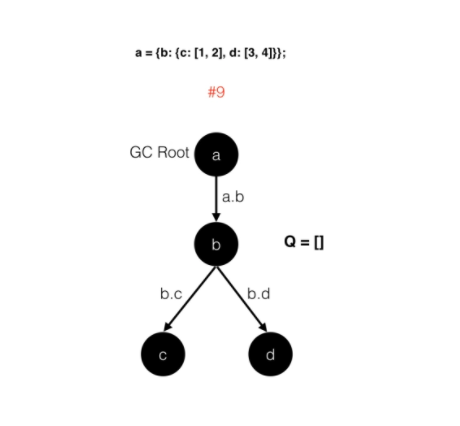 a = {b: {c: [1, 2], d: [3, 4]}};
#9
GC Root
a
a.b
b
Q = []
b.c
b.d
c
d